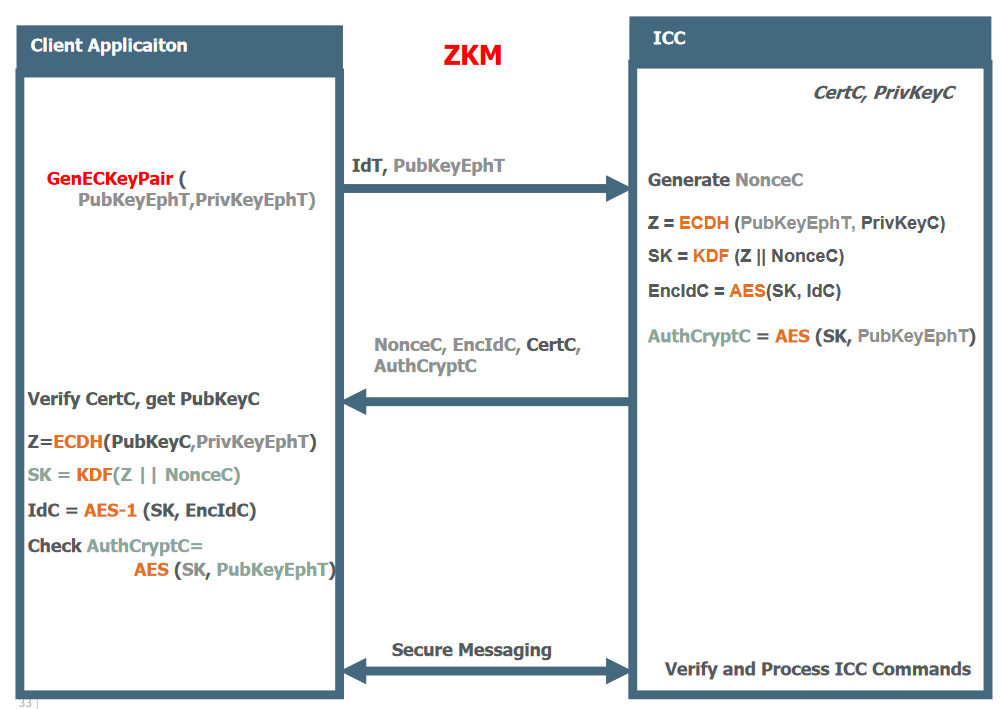 Client Applicaiton
ZKM
ICC
CertC, PrivKeyC
GenECKeyPair (
PubKeyEphT,PrivKeyEphT)
IdT, PubKeyEphT
Generate NonceC
Z = ECDH (PubKeyEphT, PrivKeyC)
SK = KDF (Z || NonceC)
EncIdC = AES(SK, IdC)
AuthCryptC = AES (SK, PubKeyEphT)
NonceC, EncIdC, CertC,
AuthCryptC
Verify CertC, get PubKeyC
Z=ECDH(PubKeyC,PrivKeyEphT)
SK = KDF(Z | | NonceC)
IdC = AES-1 (SK, EncIdC)
Check AuthCryptC=
AES (SK, PubKeyEphT)
Secure Messaging
Verify and Process ICC Commands
33 |